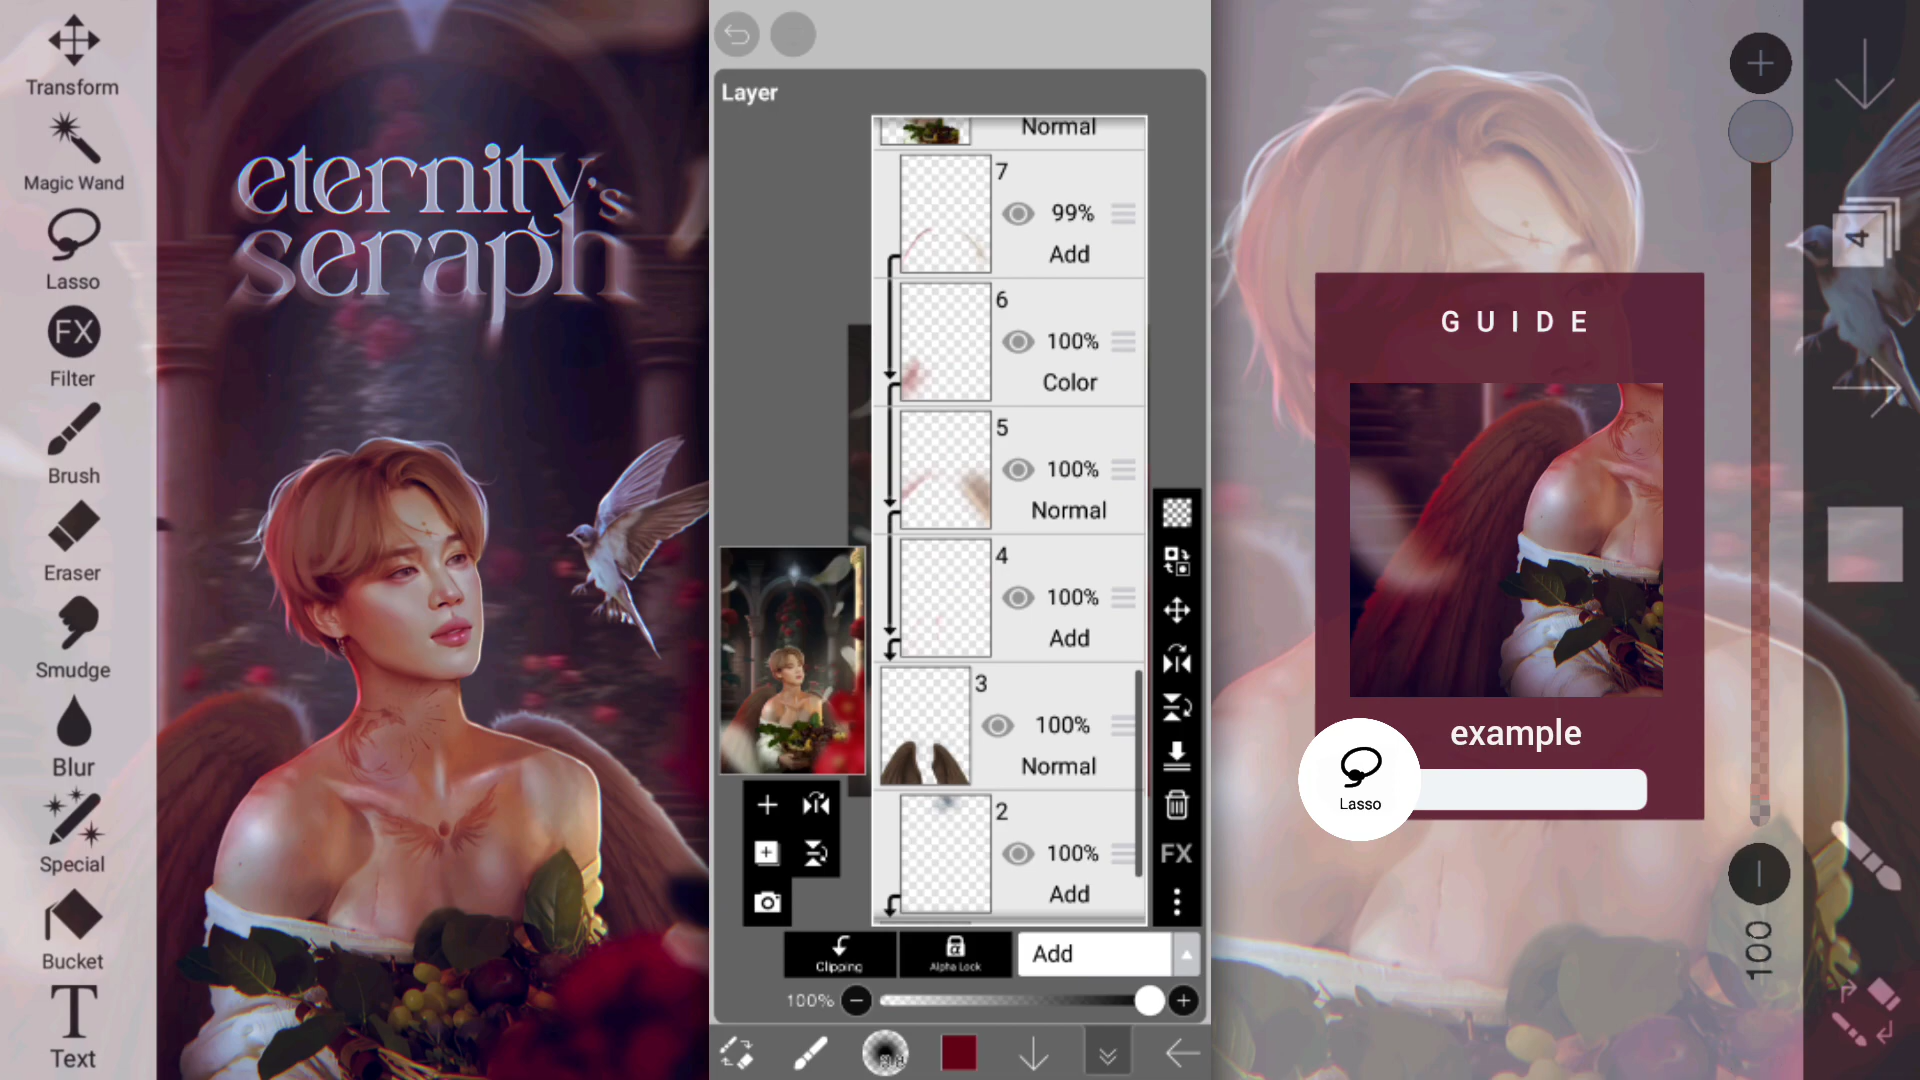 Transform
Magic Wand
Lasso
FX
Filter
Brush
Eraser
Smudge
Blur
Special
Bucket
T
Text
eternity's
seraph
Layer
Normal
7
99%
Add
6
100%
Color
5
100%
Normal
4
100%
Add
3
100%
Normal
2
100%
Add
FX
Clipping
α
Alpha Lock
Add
100%
GUIDE
example
Lasso
4
100